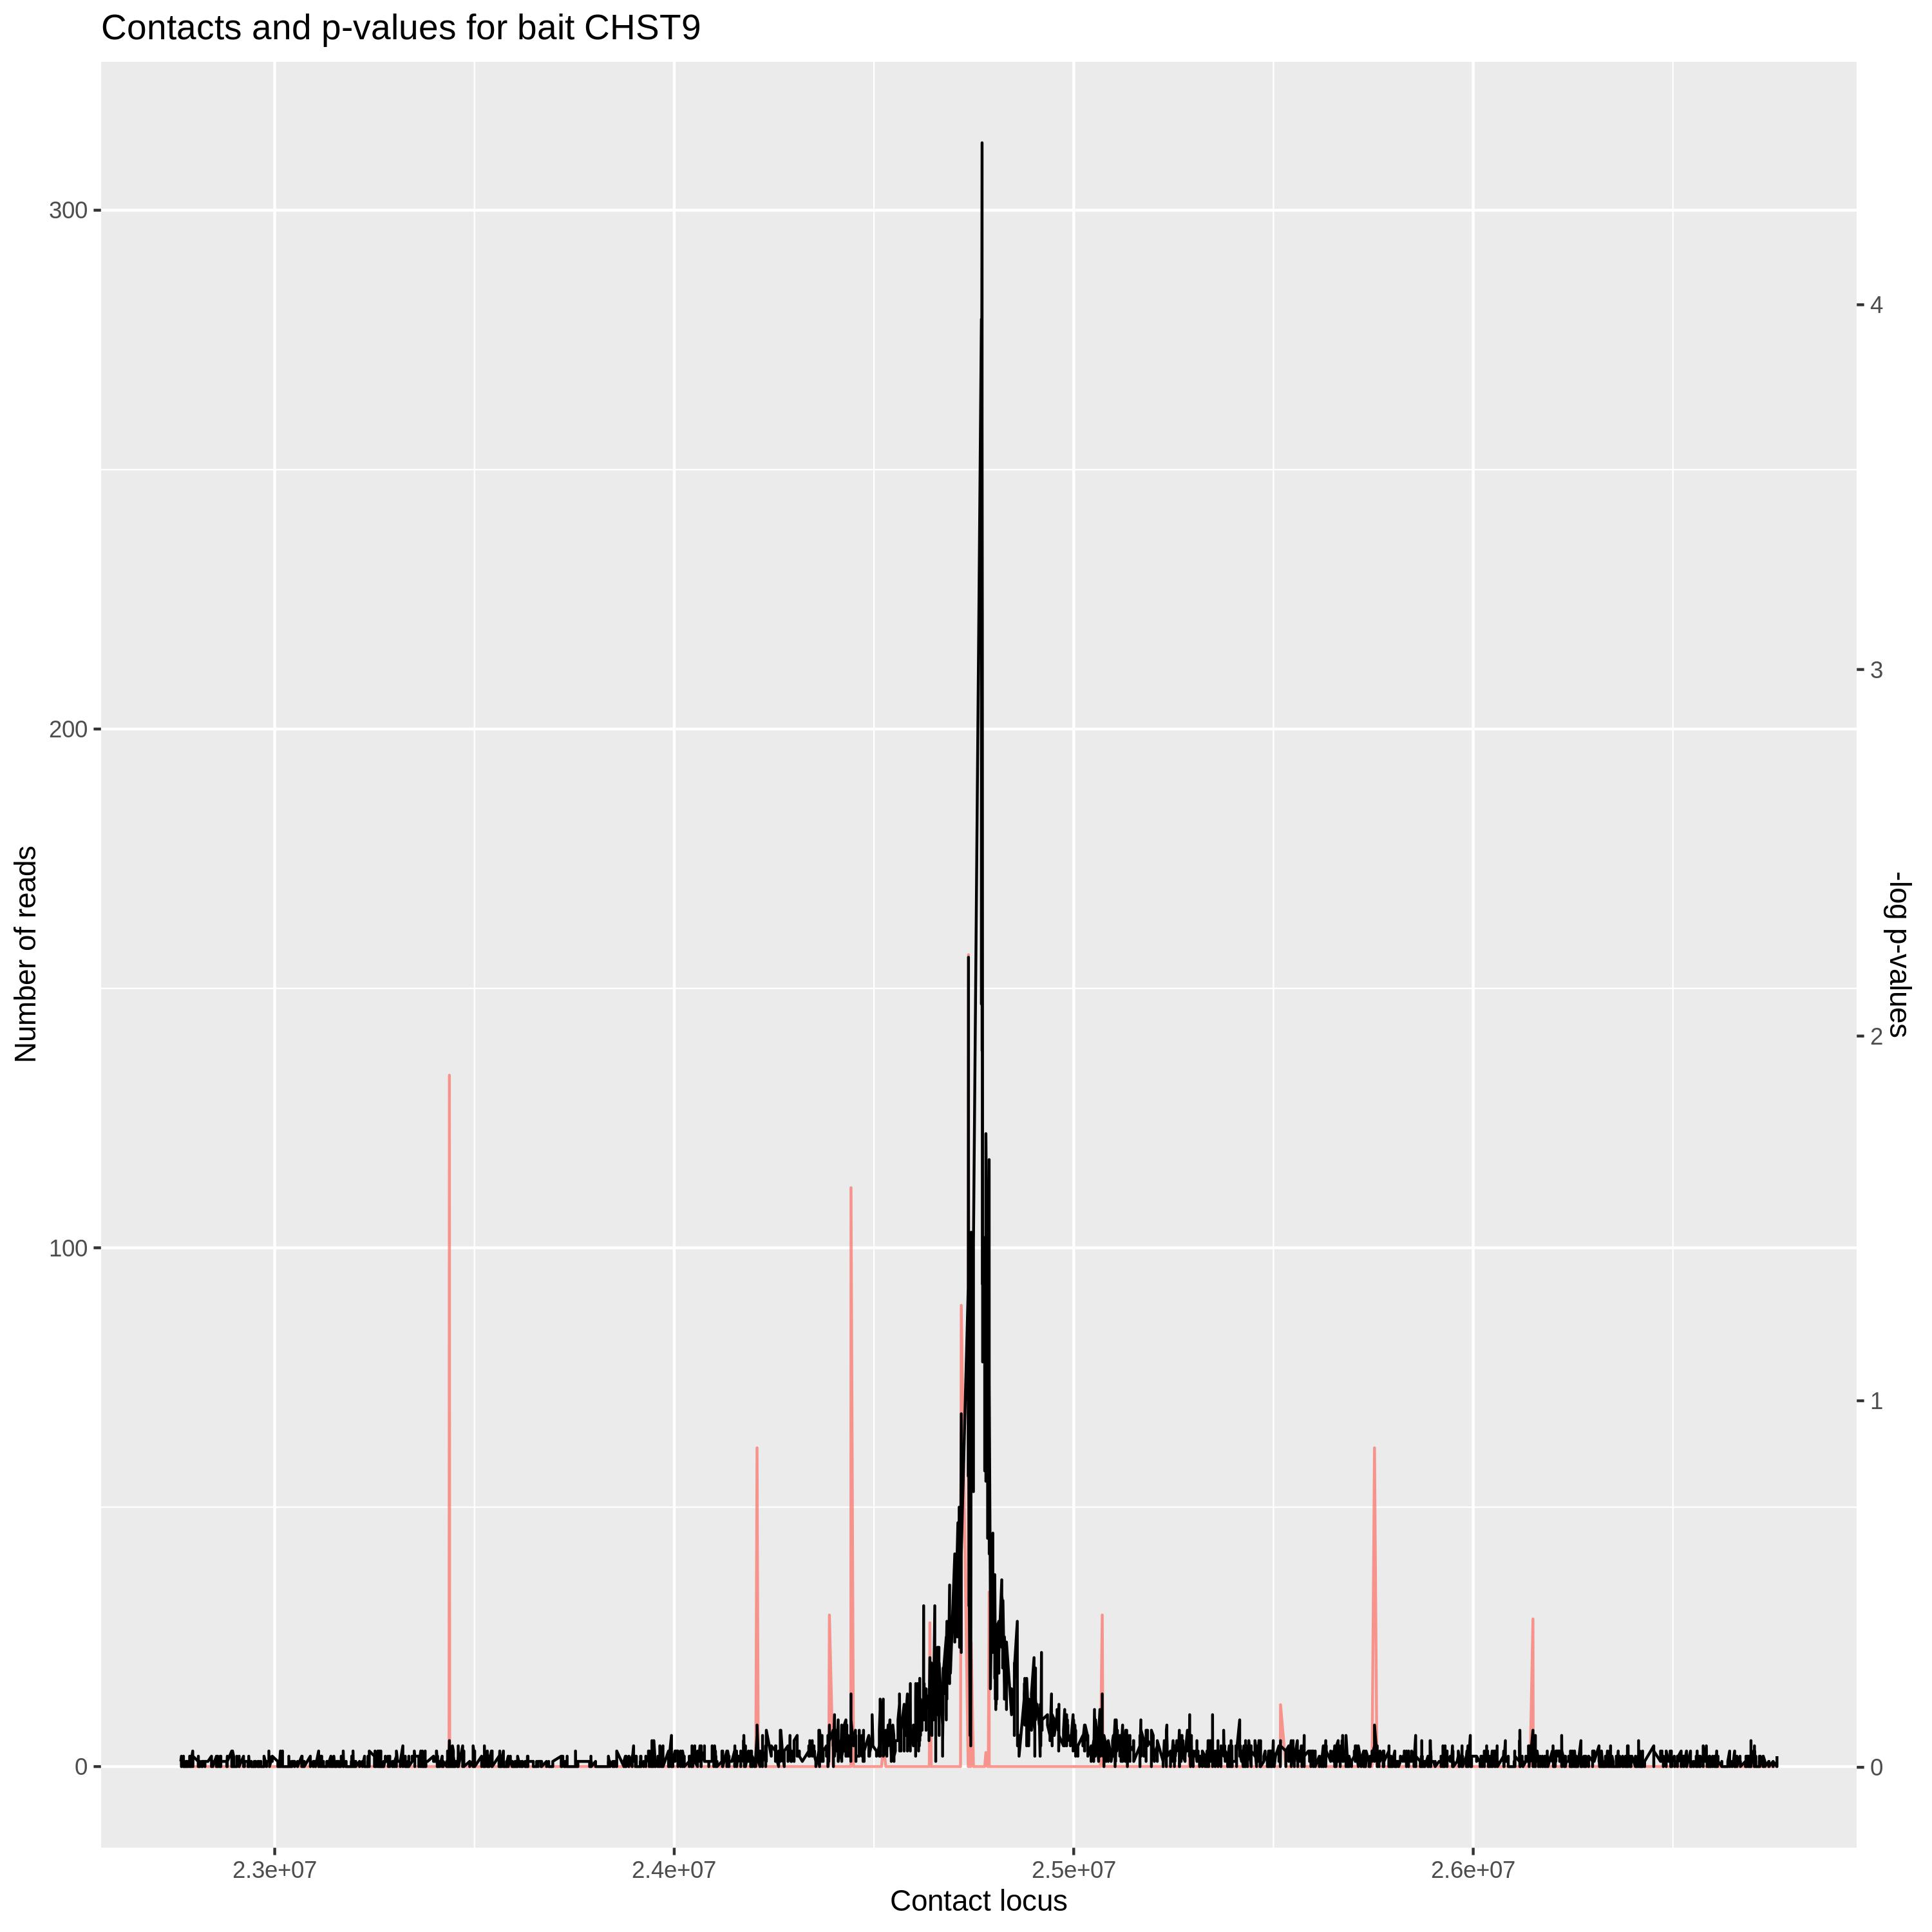 Contacts and p-values for bait CHST9
300
200
100
0
Number of reads
4
3
2
1
0
-log p-values
2.3e+07
2.4e+07
2.5e+07
2.6e+07
Contact locus